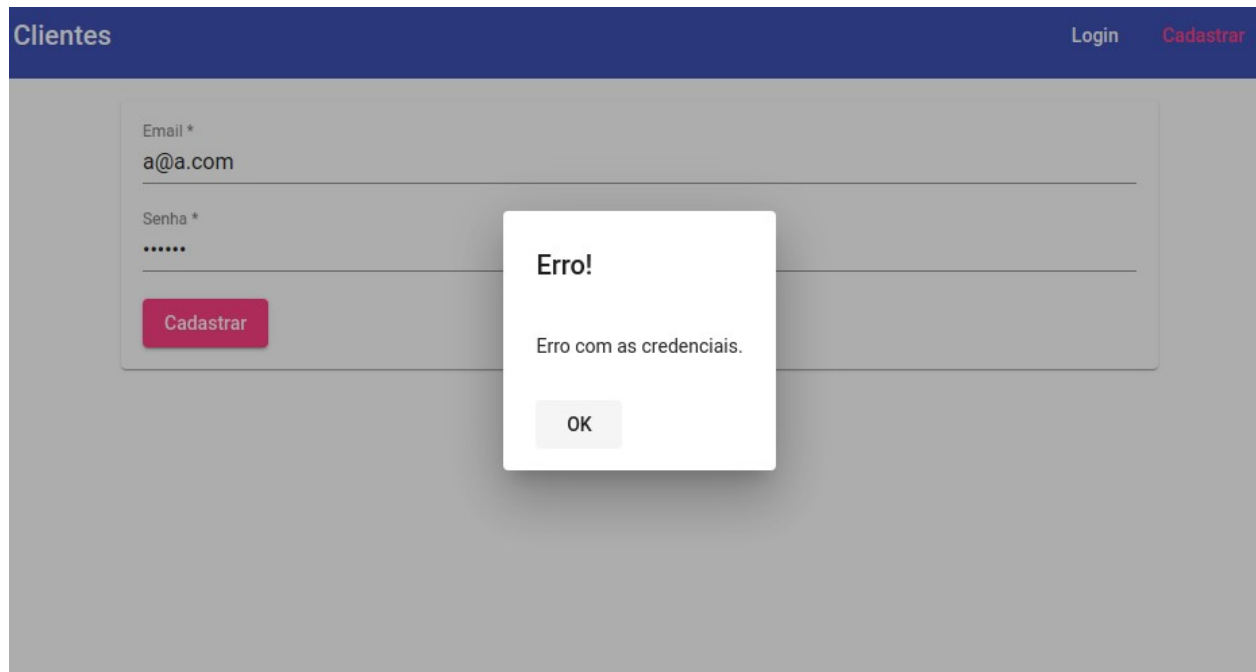 Clientes
Login
Cadastrar
Email *
a@a.com
Senha *
••••••
Cadastrar
Erro!
Erro com as credenciais.
OK